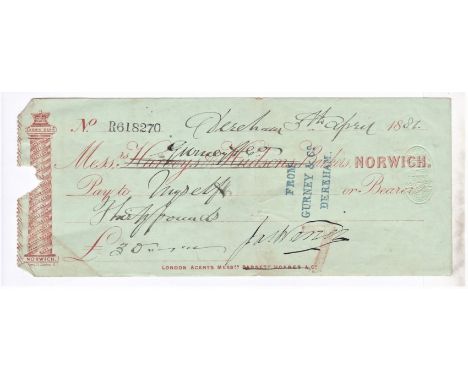 No R618270 Dereham 5th April 188
Gurney & Co
Messrs Harveys & Hudsons Bankers NORWICH.
Pay to Myself or Bearer
Thirty pounds
£30
FROM
GURNEY & Co
DEREHAM
NORWICH.
LONDON AGENTS MESSRS BARNETT HOARES & Co